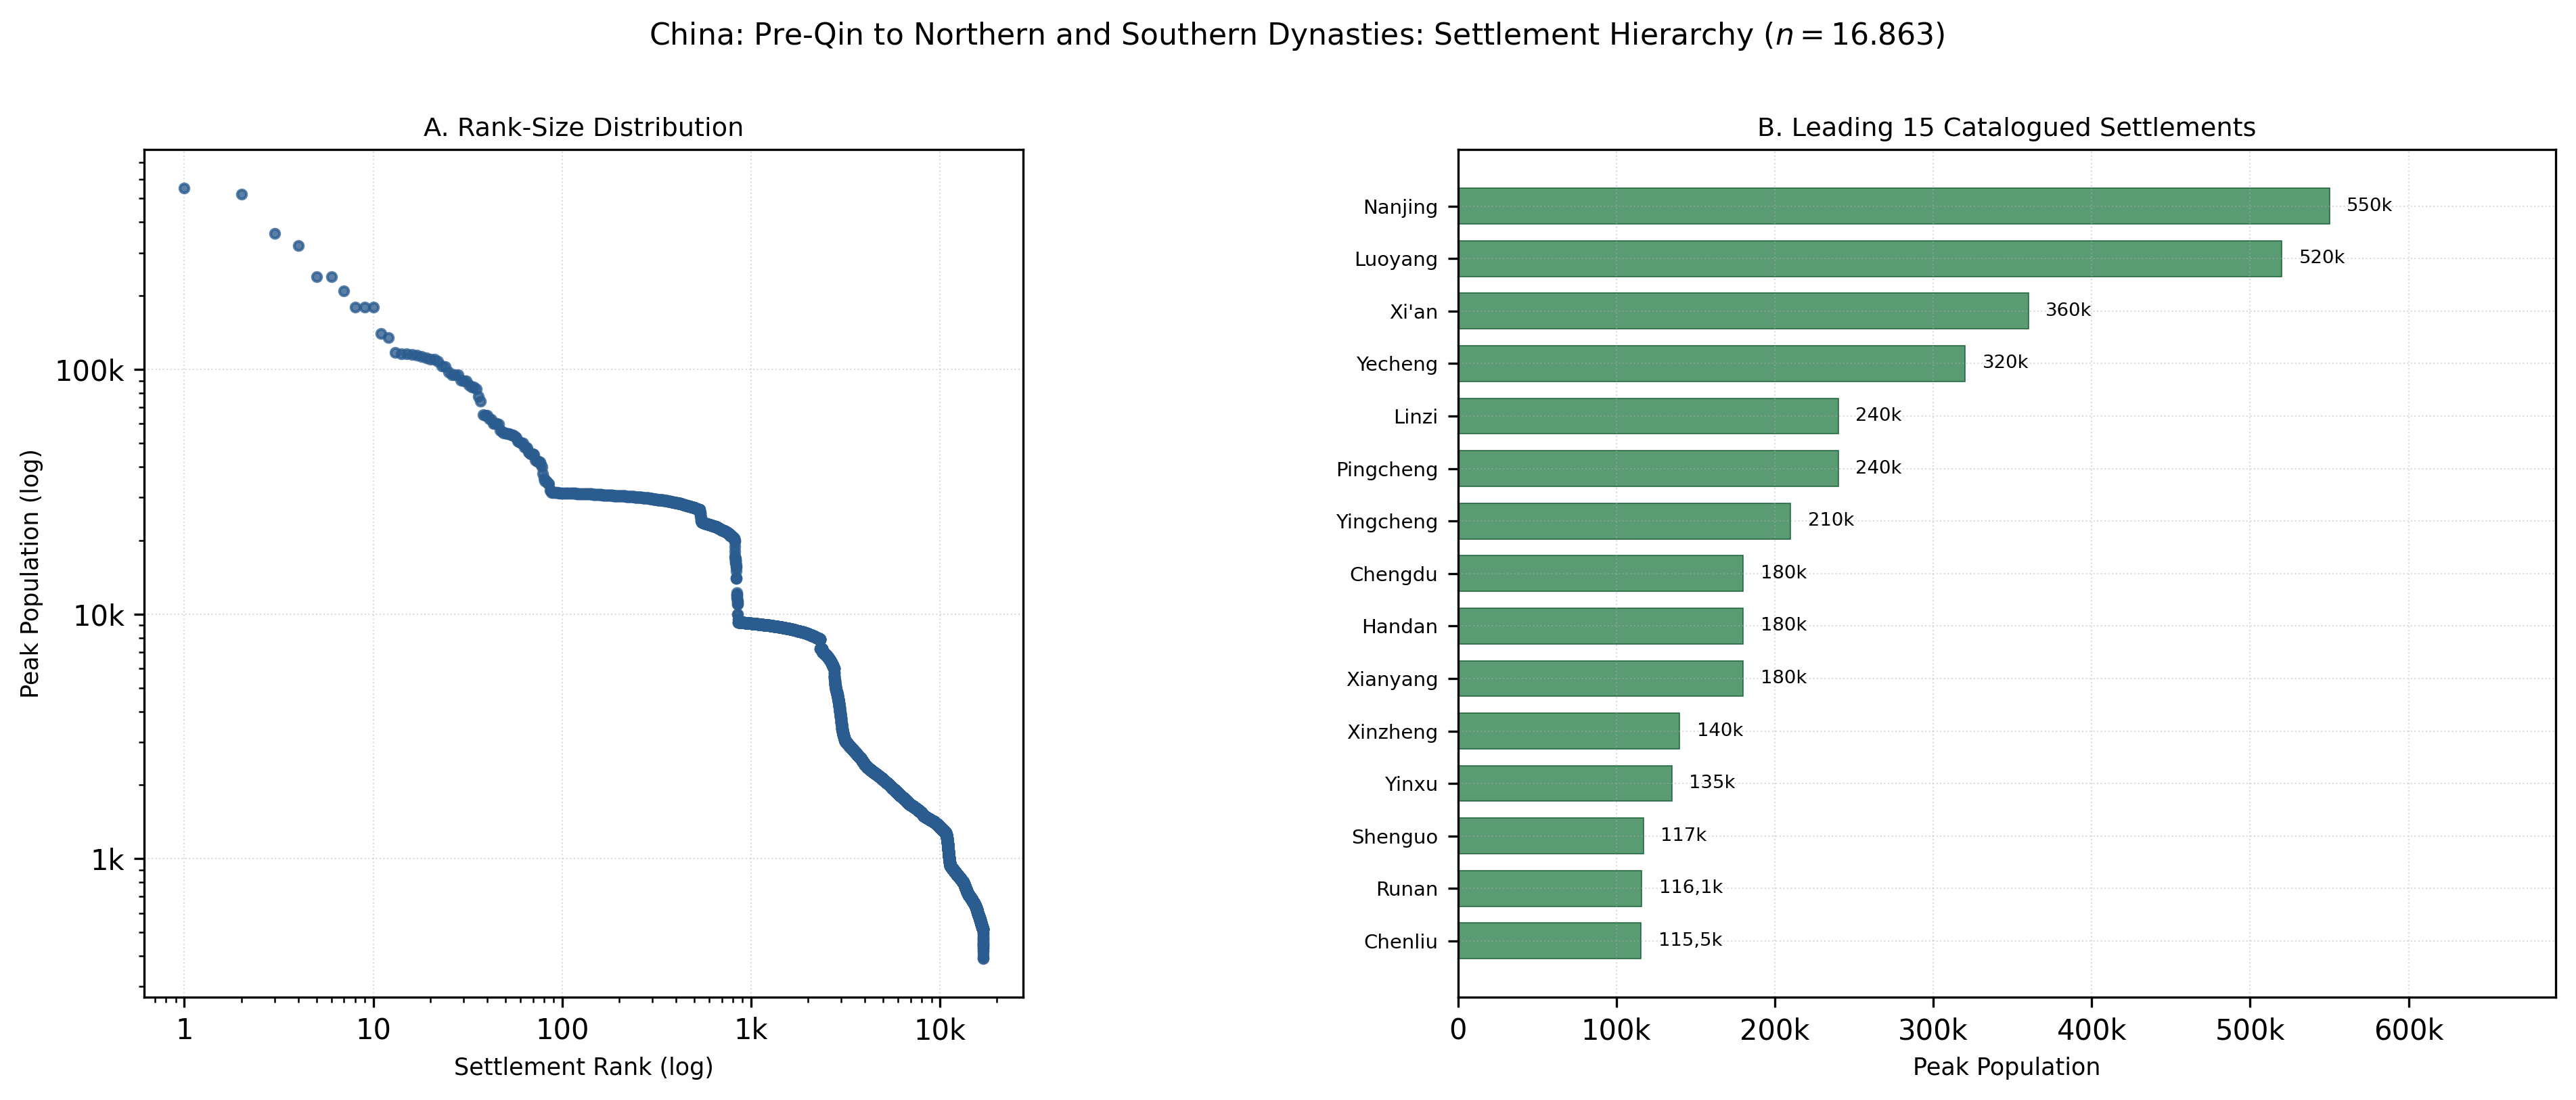 China: Pre-Qin to Northern and Southern Dynasties: Settlement Hierarchy (n = 16.863)
A. Rank-Size Distribution
Peak Population (log)
100k
10k
1k
1
10
100
1k
10k
Settlement Rank (log)
B. Leading 15 Catalogued Settlements
Nanjing
550k
Luoyang
520k
Xi'an
360k
Yecheng
320k
Linzi
240k
Pingcheng
240k
Yingcheng
210k
Chengdu
180k
Handan
180k
Xianyang
180k
Xinzheng
140k
Yinxu
135k
Shenguo
117k
Runan
116,1k
Chenliu
115,5k
0
100k
200k
300k
400k
500k
600k
Peak Population